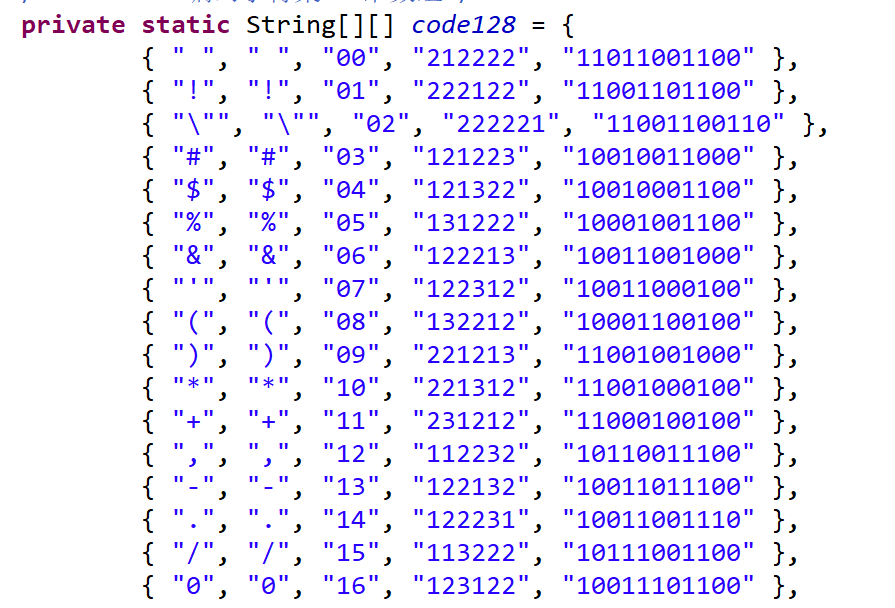 private static String[][] code128 = {
{ " ", " ", "00", "212222", "11011001100" },
{ "!", "!", "01", "222122", "11001101100" },
{ "\"", "\"", "02", "222221", "11001100110" },
{ "#", "#", "03", "121223", "10010011000" },
{ "$", "$", "04", "121322", "10010001100" },
{ "%", "%", "05", "131222", "10001001100" },
{ "&", "&", "06", "122213", "10011001000" },
{ "'", "'", "07", "122312", "10011000100" },
{ "(", "(", "08", "132212", "10001100100" },
{ ")", ")", "09", "221213", "11001001000" },
{ "*", "*", "10", "221312", "11001000100" },
{ "+", "+", "11", "231212", "11000100100" },
{ ",", ",", "12", "112232", "10110011100" },
{ "-", "-", "13", "122132", "10011011100" },
{ ".", ".", "14", "122231", "10011001110" },
{ "/", "/", "15", "113222", "10111001100" },
{ "0", "0", "16", "123122", "10011101100" },